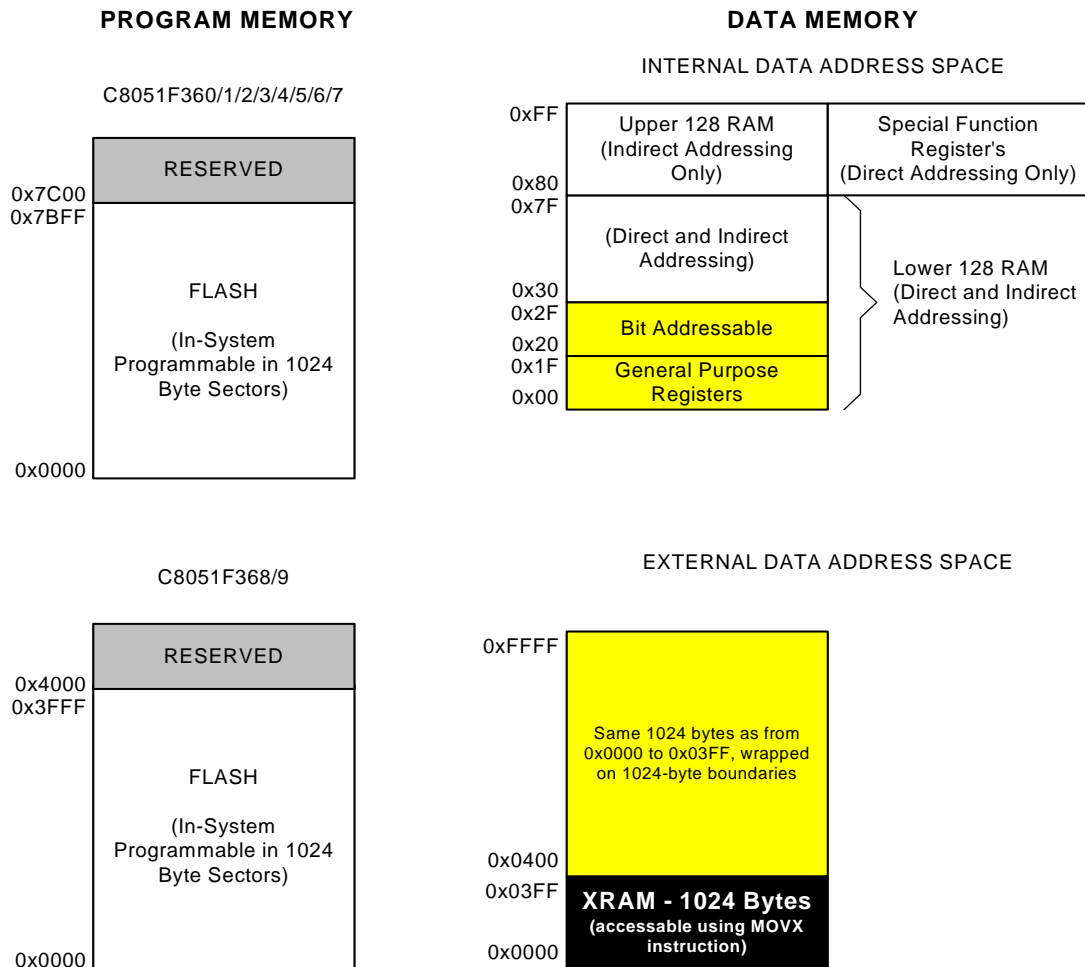 PROGRAM MEMORY
DATA MEMORY
INTERNAL DATA ADDRESS SPACE
C8051F360/1/2/3/4/5/6/7
RESERVED
0x7C00
0x7BFF
FLASH
(In-System
Programmable in 1024
Byte Sectors)
0x0000
0xFF
Upper 128 RAM
(Indirect Addressing
Only)
Special Function
Register's
(Direct Addressing Only)
0x80
0x7F
(Direct and Indirect
Addressing)
Lower 128 RAM
(Direct and Indirect
Addressing)
0x30
0x2F
Bit Addressable
0x20
0x1F
General Purpose
Registers
0x00
C8051F368/9
RESERVED
0x4000
0x3FFF
FLASH
(In-System
Programmable in 1024
Byte Sectors)
0x0000
EXTERNAL DATA ADDRESS SPACE
0xFFFF
Same 1024 bytes as from
0x0000 to 0x03FF, wrapped
on 1024-byte boundaries
0x0400
0x03FF
XRAM - 1024 Bytes
(accessable using MOVX
instruction)
0x0000